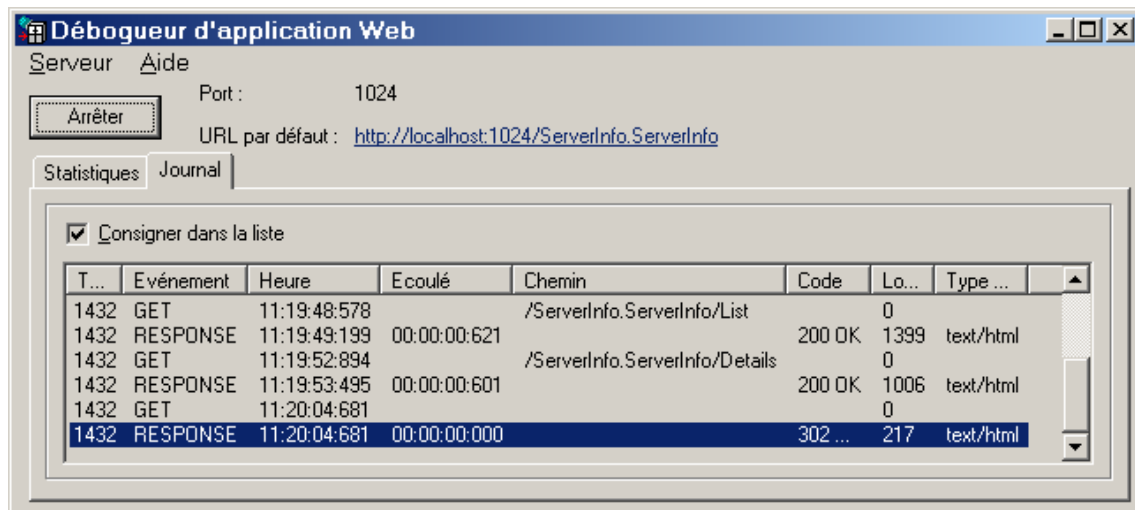 Débogueur d'application Web
Serveur Aide
Port : 1024
Arrêter
URL par défaut : http://localhost:1024/ServerInfo.ServerInfo
Statistiques Journal
Consigner dans la liste
T... Evénement Heure Ecoulé Chemin Code Lo... Type ...
1432 GET 11:19:48:578 /ServerInfo.ServerInfo/List 0
1432 RESPONSE 11:19:49:199 00:00:00:621 200 OK 1399 text/html
1432 GET 11:19:52:894 /ServerInfo.ServerInfo/Details 0
1432 RESPONSE 11:19:53:495 00:00:00:601 200 OK 1006 text/html
1432 GET 11:20:04:681 0
1432 RESPONSE 11:20:04:681 00:00:00:000 302 ... 217 text/html